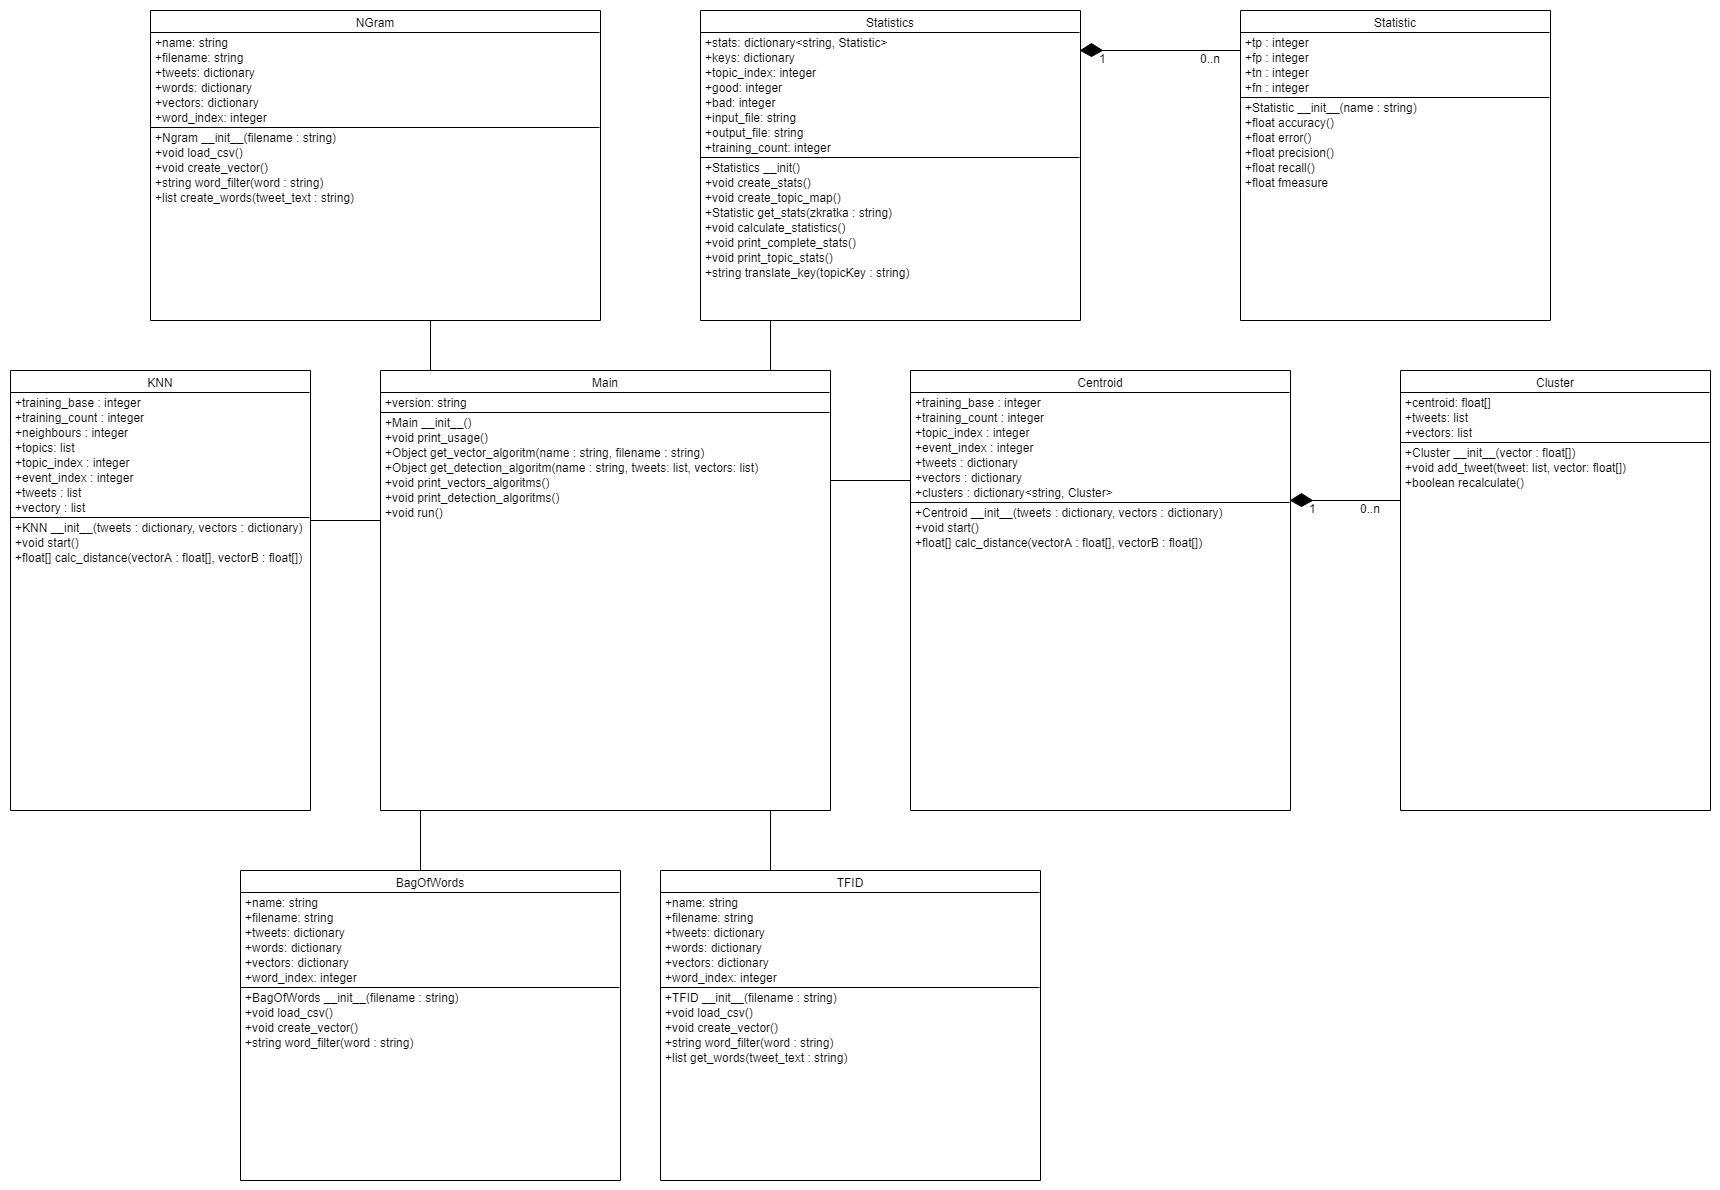 NGram
+name: string
+filename: string
+tweets: dictionary
+words: dictionary
+vectors: dictionary
+word_index: integer
+Ngram __init__(filename : string)
+void load_csv()
+void create_vector()
+string word_filter(word : string)
+list create_words(tweet_text : string)
Statistics
+stats: dictionary<string, Statistic>
+keys: dictionary
+topic_index: integer
+good: integer
+bad: integer
+input_file: string
+output_file: string
+training_count: integer
+Statistics __init()
+void create_stats()
+void create_topic_map()
+Statistic get_stats(zkratka : string)
+void calculate_statistics()
+void print_complete_stats()
+void print_topic_stats()
+string translate_key(topicKey : string)
1
0..n
Statistic
+tp : integer
+fp : integer
+tn : integer
+fn : integer
+Statistic __init__(name : string)
+float accuracy()
+float error()
+float precision()
+float recall()
+float fmeasure
KNN
+training_base : integer
+training_count : integer
+neighbours : integer
+topics: list
+topic_index : integer
+event_index : integer
+tweets : list
+vectory : list
+KNN __init__(tweets : dictionary, vectors : dictionary)
+void start()
+float[] calc_distance(vectorA : float[], vectorB : float[])
Main
+version: string
+Main __init__()
+void print_usage()
+Object get_vector_algoritm(name : string, filename : string)
+Object get_detection_algoritm(name : string, tweets: list, vectors: list)
+void print_vectors_algoritms()
+void print_detection_algoritms()
+void run()
Centroid
+training_base : integer
+training_count : integer
+topic_index : integer
+event_index : integer
+tweets : dictionary
+vectors : dictionary
+clusters : dictionary<string, Cluster>
+Centroid __init__(tweets : dictionary, vectors : dictionary)
+void start()
+float[] calc_distance(vectorA : float[], vectorB : float[])
1
0..n
Cluster
+centroid: float[]
+tweets: list
+vectors: list
+Cluster __init__(vector : float[])
+void add_tweet(tweet: list, vector: float[])
+boolean recalculate()
BagOfWords
+name: string
+filename: string
+tweets: dictionary
+words: dictionary
+vectors: dictionary
+word_index: integer
+BagOfWords __init__(filename : string)
+void load_csv()
+void create_vector()
+string word_filter(word : string)
TFID
+name: string
+filename: string
+tweets: dictionary
+words: dictionary
+vectors: dictionary
+word_index: integer
+TFID __init__(filename : string)
+void load_csv()
+void create_vector()
+string word_filter(word : string)
+list get_words(tweet_text : string)